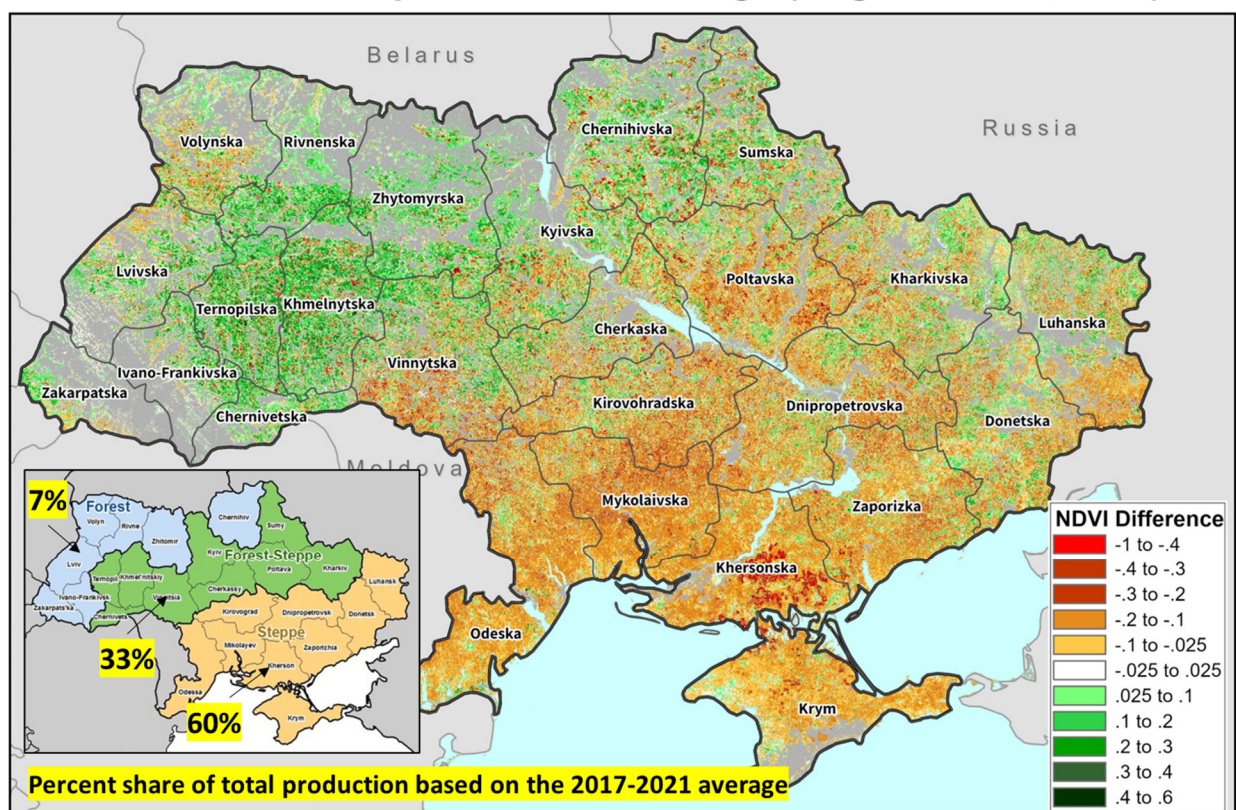 Belarus
Russia
Chernihivska
Sumska
Volynska
Rivnenska
Zhytomyrska
Kyivska
Lvivska
Ternopilska
Khmelnytska
Poltavska
Kharkivska
Cherkaska
Luhanska
Vinnytska
Ivano-Frankivska
Zakarpatska
Chernivetska
Kirovohradska
Dnipropetrovska
Donetska
Moldova
Mykolaivska
Zaporizka
Khersonska
Odeska
Krym
7%
Forest
Volyn
Rivne
Zhitomir
Chernihiv
Sumy
Kyiv
Forest-Steppe
Lviv
Ternopil
Khmel'nitskiy
Poltava
Kharkiv
Ivano-Frankivsk
Cherkassy
Luhansk
Zakarpats'ka
Chernivets
Kirovograd
Dnipropetrovsk
Donetsk
Steppe
33%
Mikolayev
Zaporizhia
Kherson
Odessa
60%
Krym
Percent share of total production based on the 2017-2021 average
NDVI Difference
-1 to -.4
-.4 to -.3
-.3 to -.2
-.2 to -.1
-.1 to -.025
-.025 to .025
.025 to .1
.1 to .2
.2 to .3
.3 to .4
.4 to .6